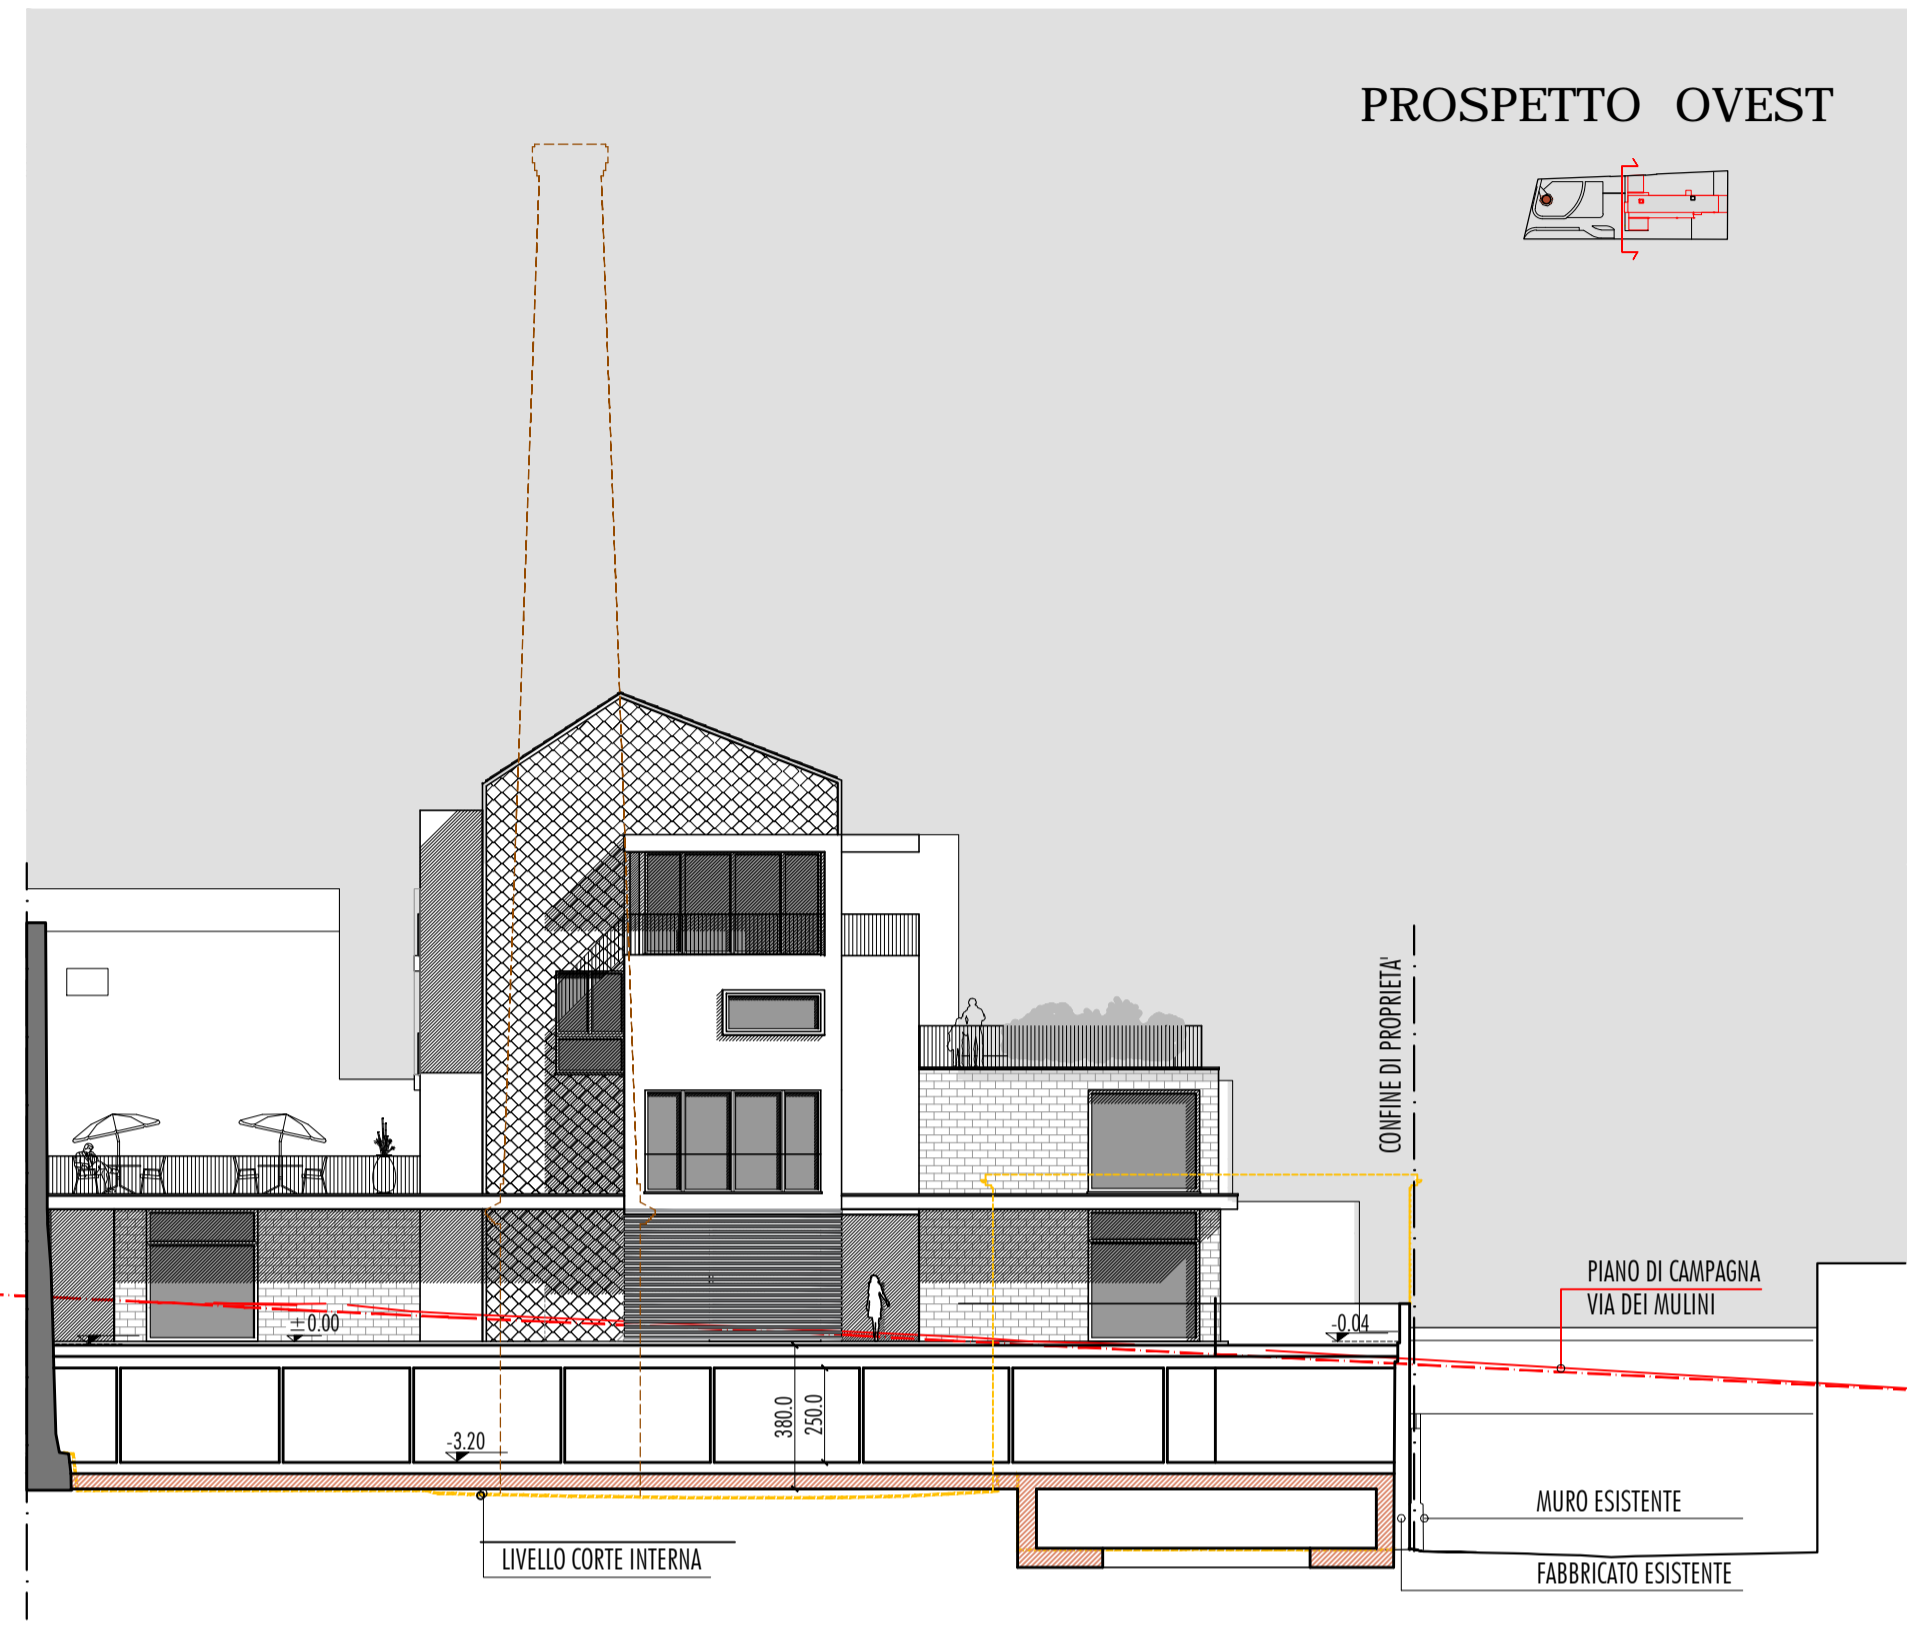 PROSPETTO OVEST
CONFINE DI PROPRIETA'
PIANO DI CAMPAGNA
VIA DEI MULINI
±0.00
-0.04
380.0
250.0
-3.20
MURO ESISTENTE
LIVELLO CORTE INTERNA
FABBRICATO ESISTENTE